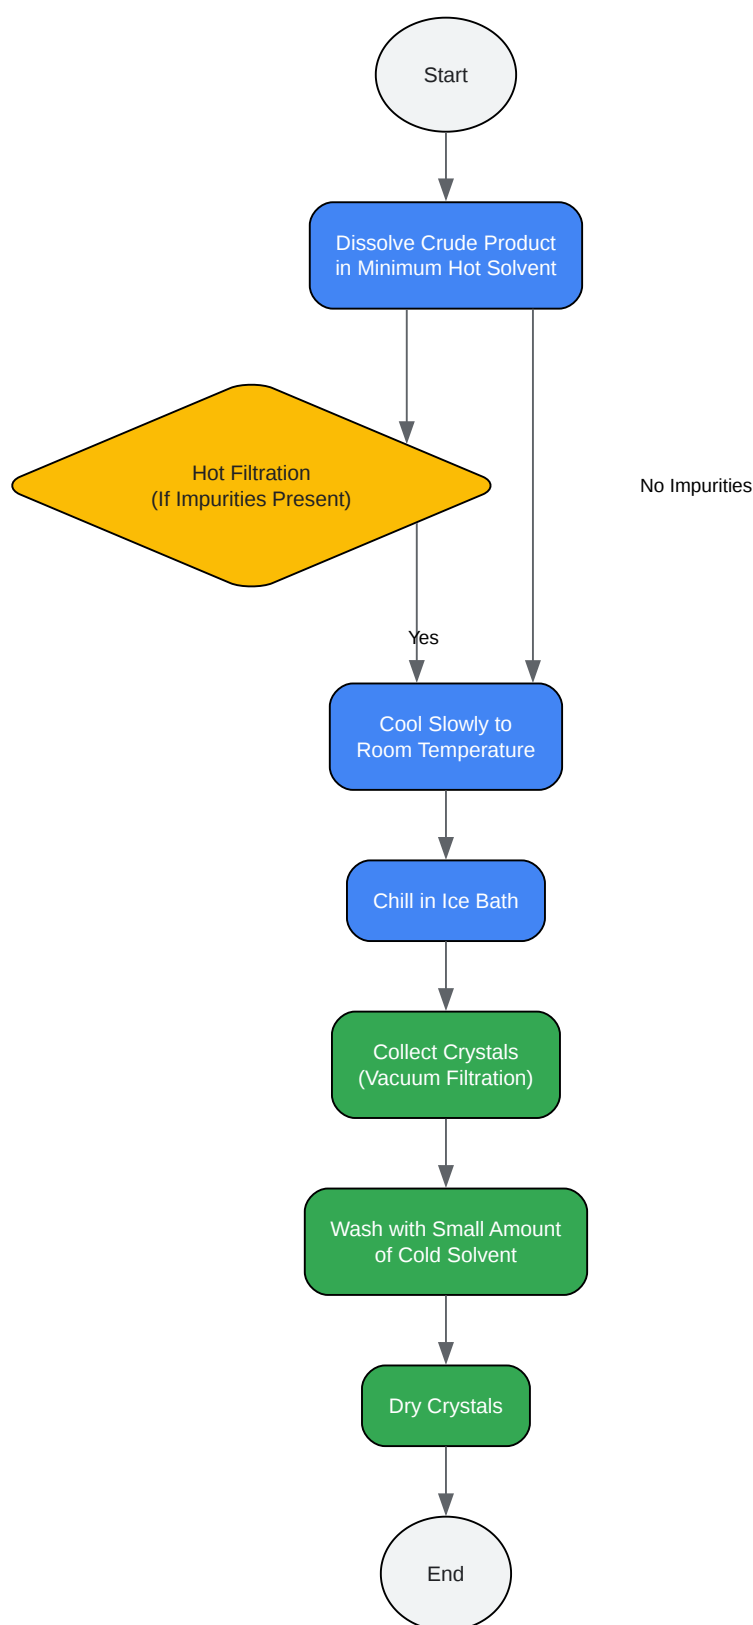 Start
Dissolve Crude Product
in Minimum Hot Solvent
Hot Filtration
(If Impurities Present)
No Impurities
Yes
Cool Slowly to
Room Temperature
Chill in Ice Bath
Collect Crystals
(Vacuum Filtration)
Wash with Small Amount
of Cold Solvent
Dry Crystals
End